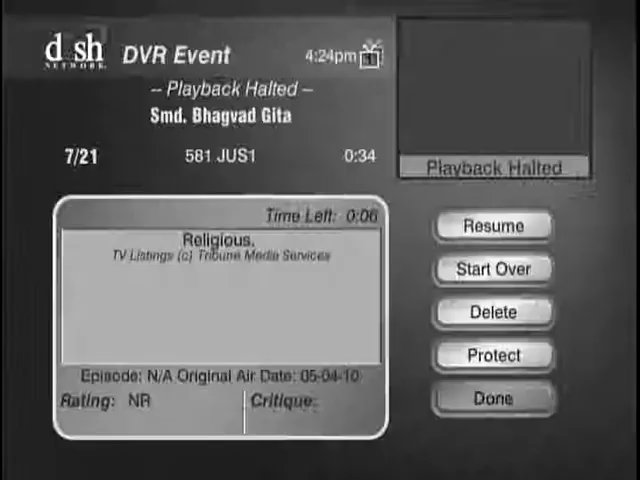 dish
NETWORK
DVR Event
4:24pm
-- Playback Halted --
Smd. Bhagvad Gita
7/21
581 JUS1
0:34
Playback Halted
Time Left: 0:06
Religious.
TV Listings (c) Tribune Media Services
Episode: N/A Original Air Date: 05-04-10
Rating: NR
Critique:
Resume
Start Over
Delete
Protect
Done